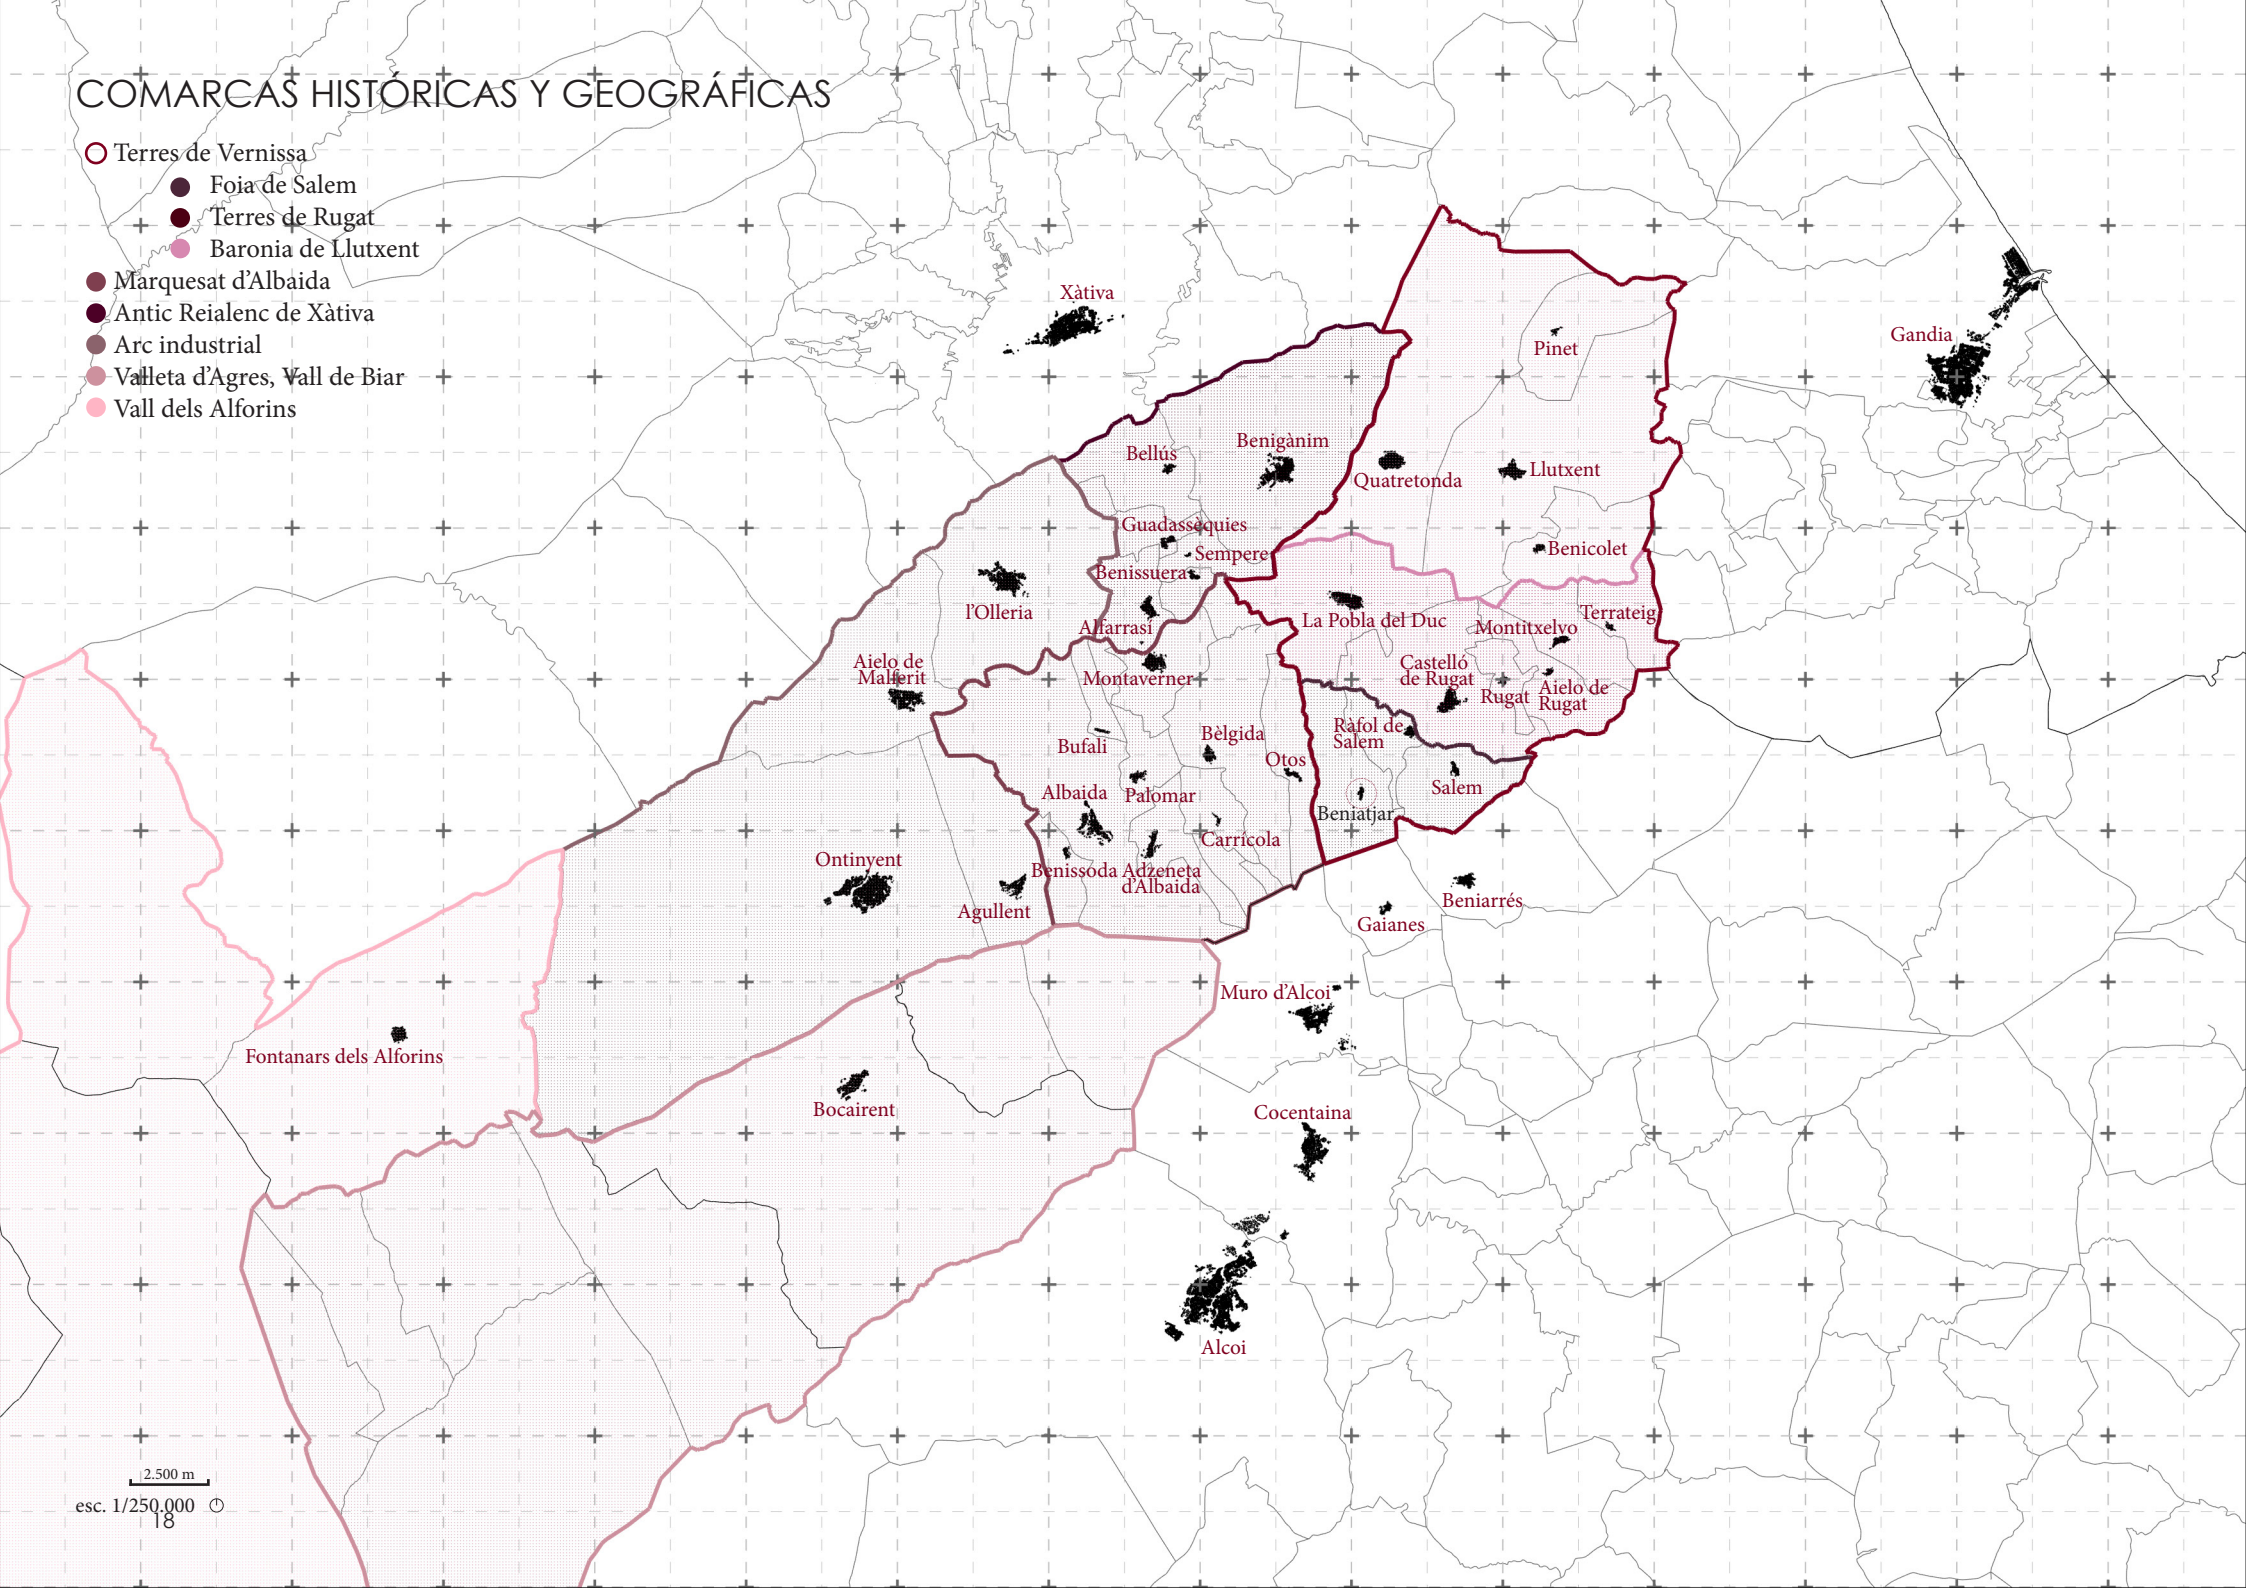 COMARCAS HISTÓRICAS Y GEOGRÁFICAS
Terres de Vernissa
Foia de Salem
Terres de Rugat
Baronia de Llutxent
Marquesat d'Albaida
Antic Reialenc de Xàtiva
Arc industrial
Valleta d'Agres, Vall de Biar
Vall dels Alforins
Xàtiva
Gandia
Pinet
Benigànim
Bellús
Llutxent
Quatretonda
Guadassèquies
Sempere
Benicolet
Benissuera
l'Olleria
Terrateig
La Pobla del Duc
Alfarrasí
Montitxelvo
Aielo de
Malferit
Castelló
de Rugat
Montaverner
Rugat
Aielo de
Rugat
Ràfol de
Salem
Bèlgida
Bufali
Otos
Salem
Albaida
Palomar
Beniatjar
Carrícola
Ontinyent
Benissoda
Adzeneta
d'Albaida
Agullent
Beniarrés
Gaianes
Muro d'Alcoi
Fontanars dels Alforins
Bocairent
Cocentaina
Alcoi
2.500 m
esc. 1/250.000
18